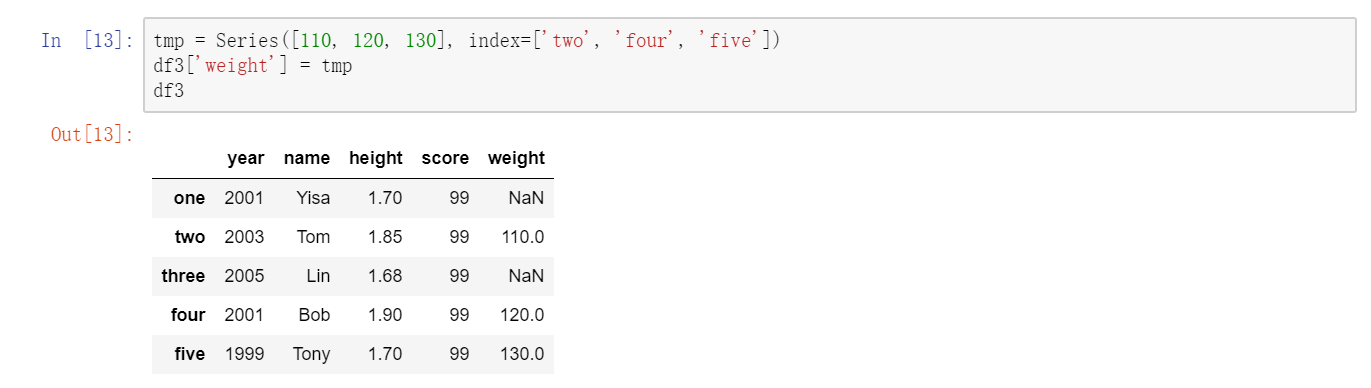 In [13]: tmp = Series([110, 120, 130], index=['two', 'four', 'five'])
df3['weight'] = tmp
df3
Out[13]:
year name height score weight
one 2001 Yisa 1.70 99 NaN
two 2003 Tom 1.85 99 110.0
three 2005 Lin 1.68 99 NaN
four 2001 Bob 1.90 99 120.0
five 1999 Tony 1.70 99 130.0